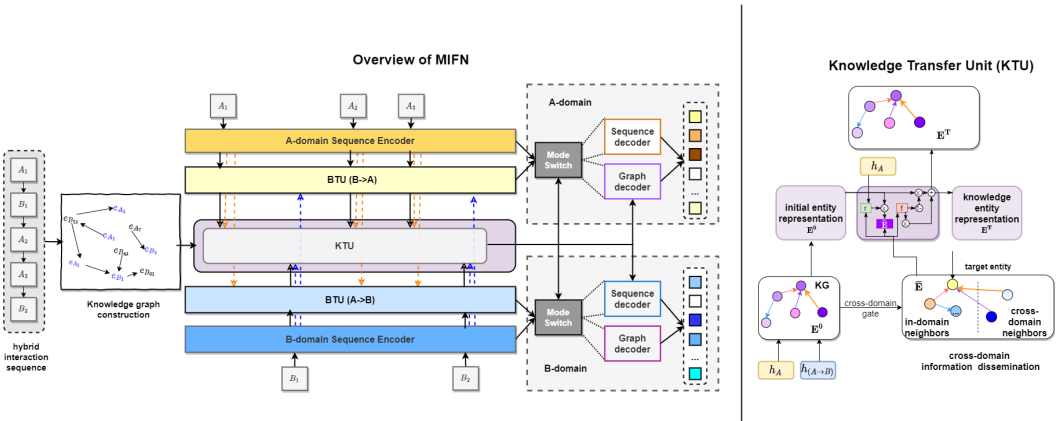 Overview of MIFN
A₁
A₂
A₃
A-domain Sequence Encoder
BTU (B->A)
KTU
BTU (A->B)
B-domain Sequence Encoder
B₁
B₂
A₁
B₁
A₂
A₃
B₂
hybrid
interaction
sequence
Knowledge graph
construction
A-domain
Mode
Switch
Sequence
decoder
Graph
decoder
...
Mode
Switch
Sequence
decoder
Graph
decoder
...
B-domain
Knowledge Transfer Unit (KTU)
Eᵀ
h_A
initial entity
representation
E⁰
knowledge
entity
representation
Eᵀ
KG
E⁰
cross-domain
gate
h_A
h_(A→B)
target entity
in-domain
neighbors
...
cross-
domain
neighbors
cross-domain
information dissemination